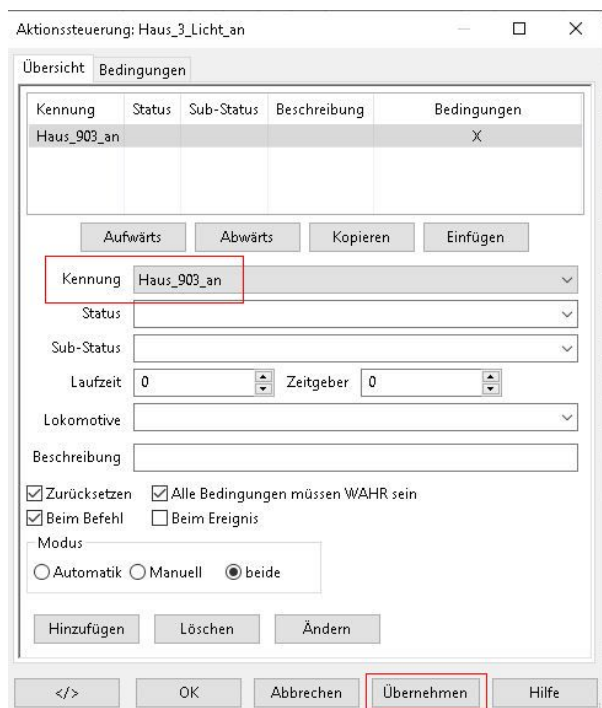 Aktionssteuerung: Haus_3_Licht_an
Übersicht Bedingungen
Kennung Status Sub-Status Beschreibung Bedingungen
Haus_903_an X
Aufwärts Abwärts Kopieren Einfügen
Kennung Haus_903_an
Status
Sub-Status
Laufzeit 0 Zeitgeber 0
Lokomotive
Beschreibung
Zurücksetzen Alle Bedingungen müssen WAHR sein
Beim Befehl Beim Ereignis
Modus
Automatik Manuell beide
Hinzufügen Löschen Ändern
</> OK Abbrechen Übernehmen Hilfe